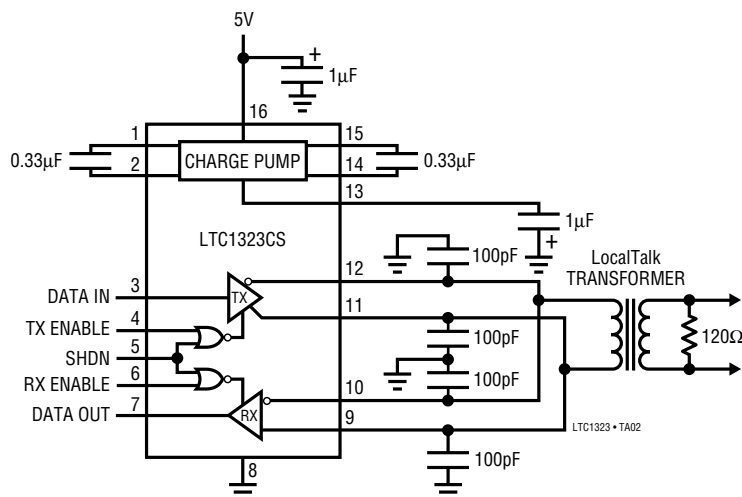 5V
+
1µF
16
1
15
0.33µF
CHARGE PUMP
0.33µF
2
14
13
LTC1323CS
1µF
+
100pF
LocalTalk
TRANSFORMER
12
DATA IN
3
TX
11
TX ENABLE
4
100pF
120Ω
SHDN
5
RX ENABLE
6
100pF
10
DATA OUT
7
RX
9
LTC1323 • TA02
8
100pF